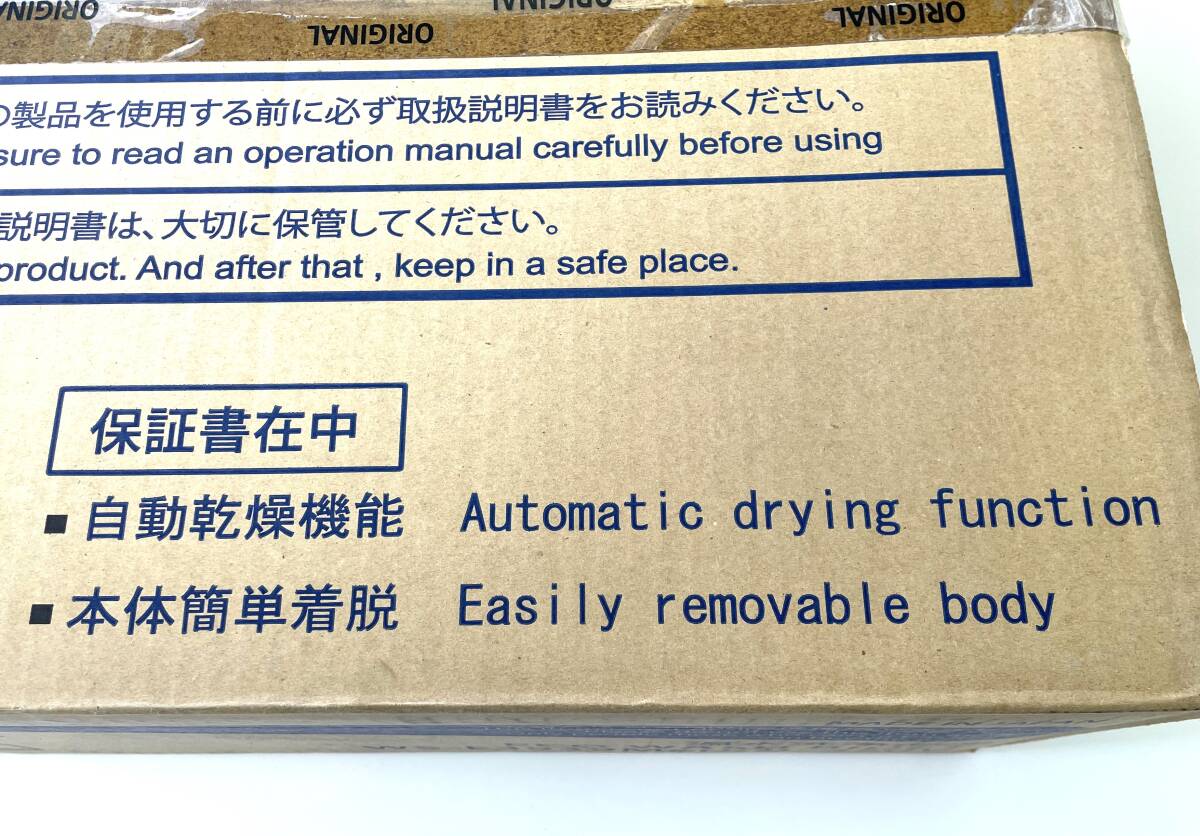 ORIGINAL
ORIGINAL
ORIGINAL
の製品を使用する前に必ず取扱説明書をお読みください。
sure to read an operation manual carefully before using
説明書は、大切に保管してください。
product. And after that , keep in a safe place.
保証書在中
■ 自動乾燥機能 Automatic drying function
■ 本体簡単着脱 Easily removable body
MADE IN JAPAN